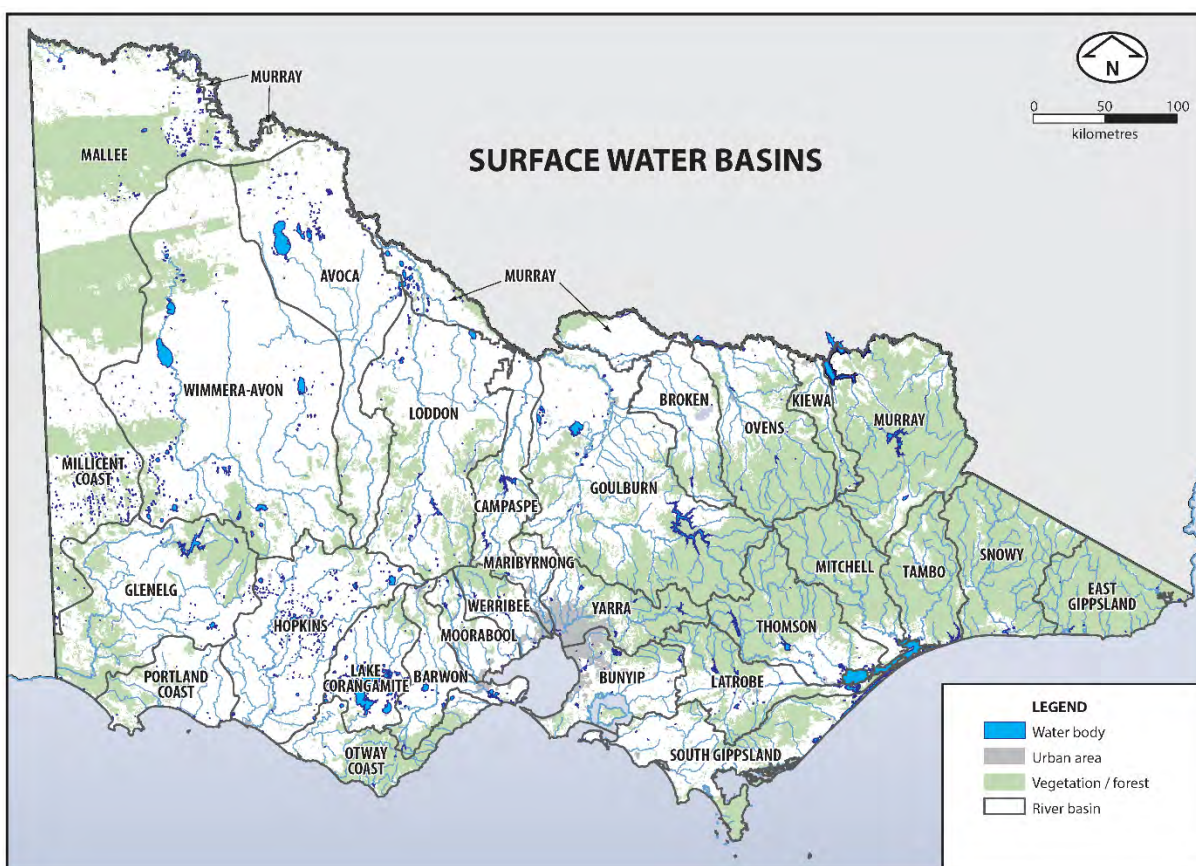 MURRAY
N
0 50 100
kilometres
MALLEE
SURFACE WATER BASINS
AVOCA
MURRAY
WIMMERA-AVON
LODDON
BROKEN
KIEWA
OVENS
MURRAY
MILLICENT
COAST
CAMPASPE
GOULBURN
MARIBYRNONG
MITCHELL
TAMBO
SNOWY
EAST
GIPPSLAND
GLENELG
HOPKINS
WERRIBEE
YARRA
MOORABOOL
THOMSON
PORTLAND
COAST
LAKE
CORANGAMITE
BARWON
BUNYIP
LATROBE
OTWAY
COAST
SOUTH GIPPSLAND
LEGEND
Water body
Urban area
Vegetation / forest
River basin